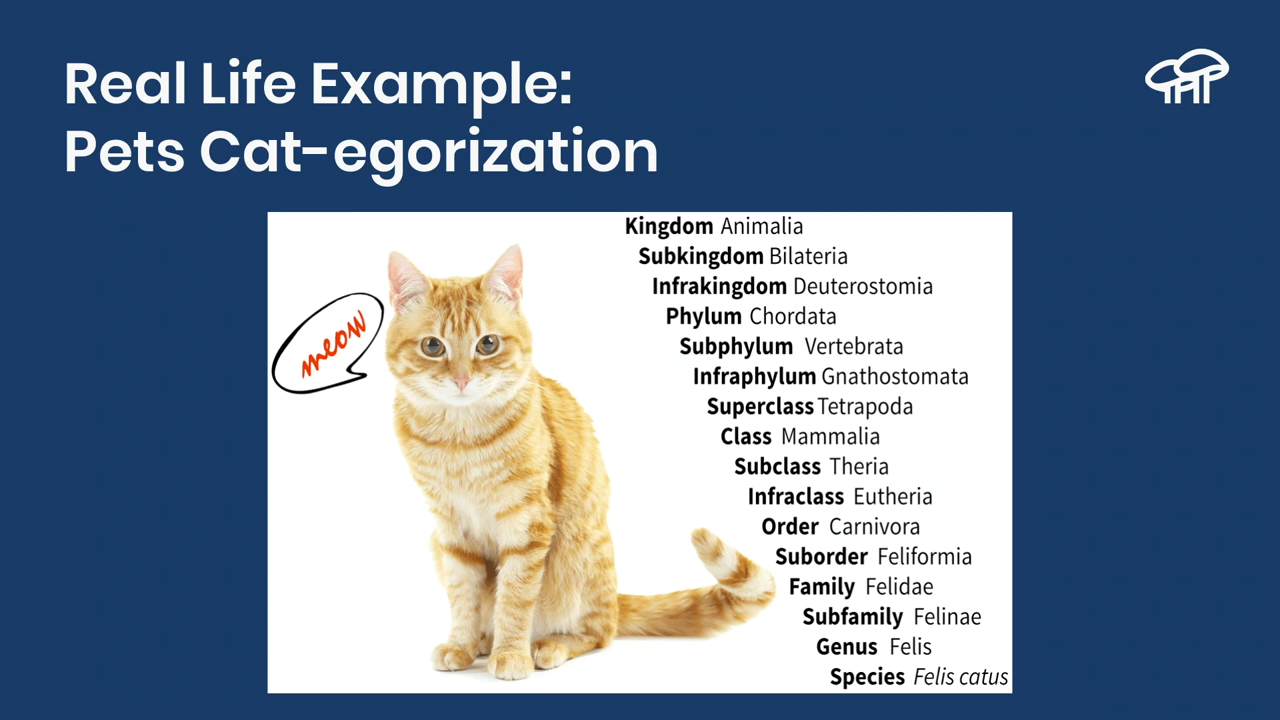 Real Life Example:
Pets Cat-egorization
meow
Kingdom Animalia
Subkingdom Bilateria
Infrakingdom Deuterostomia
Phylum Chordata
Subphylum Vertebrata
Infraphylum Gnathostomata
Superclass Tetrapoda
Class Mammalia
Subclass Theria
Infraclass Eutheria
Order Carnivora
Suborder Feliformia
Family Felidae
Subfamily Felinae
Genus Felis
Species Felis catus